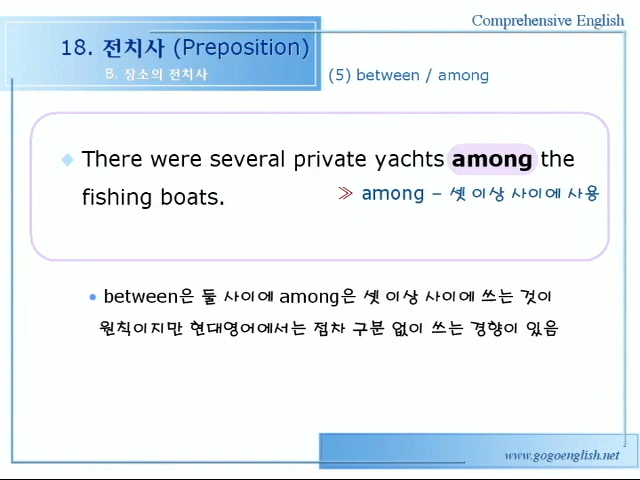 Comprehensive English
18. 전치사 (Preposition)
B. 장소의 전치사
(5) between / among
There were several private yachts among the
fishing boats.
≫ among – 셋 이상 사이에 사용
• between은 둘 사이에 among은 셋 이상 사이에 쓰는 것이
원칙이지만 현대영어에서는 점차 구분 없이 쓰는 경향이 있음
www.gogoenglish.net